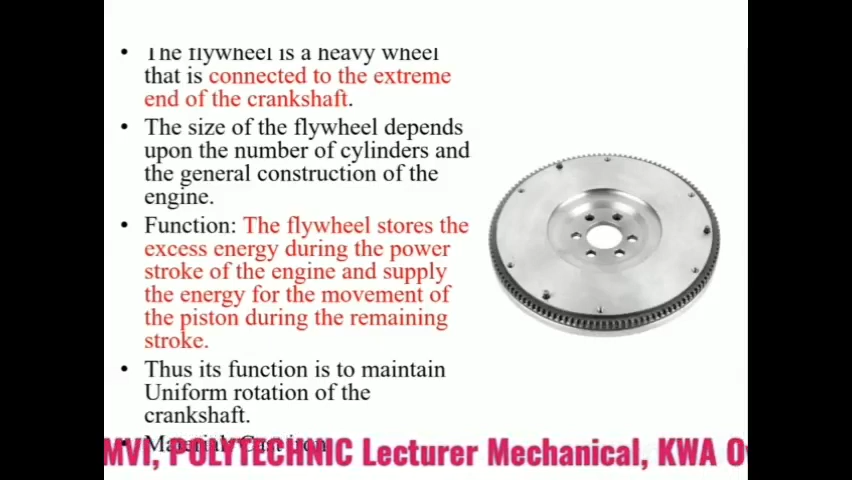 • The flywheel is a heavy wheel
that is connected to the extreme
end of the crankshaft.
• The size of the flywheel depends
upon the number of cylinders and
the general construction of the
engine.
• Function: The flywheel stores the
excess energy during the power
stroke of the engine and supply
the energy for the movement of
the piston during the remaining
stroke.
• Thus its function is to maintain
Uniform rotation of the
crankshaft.
• Material: Cast iron
MVI, POLYTECHNIC Lecturer Mechanical, KWA